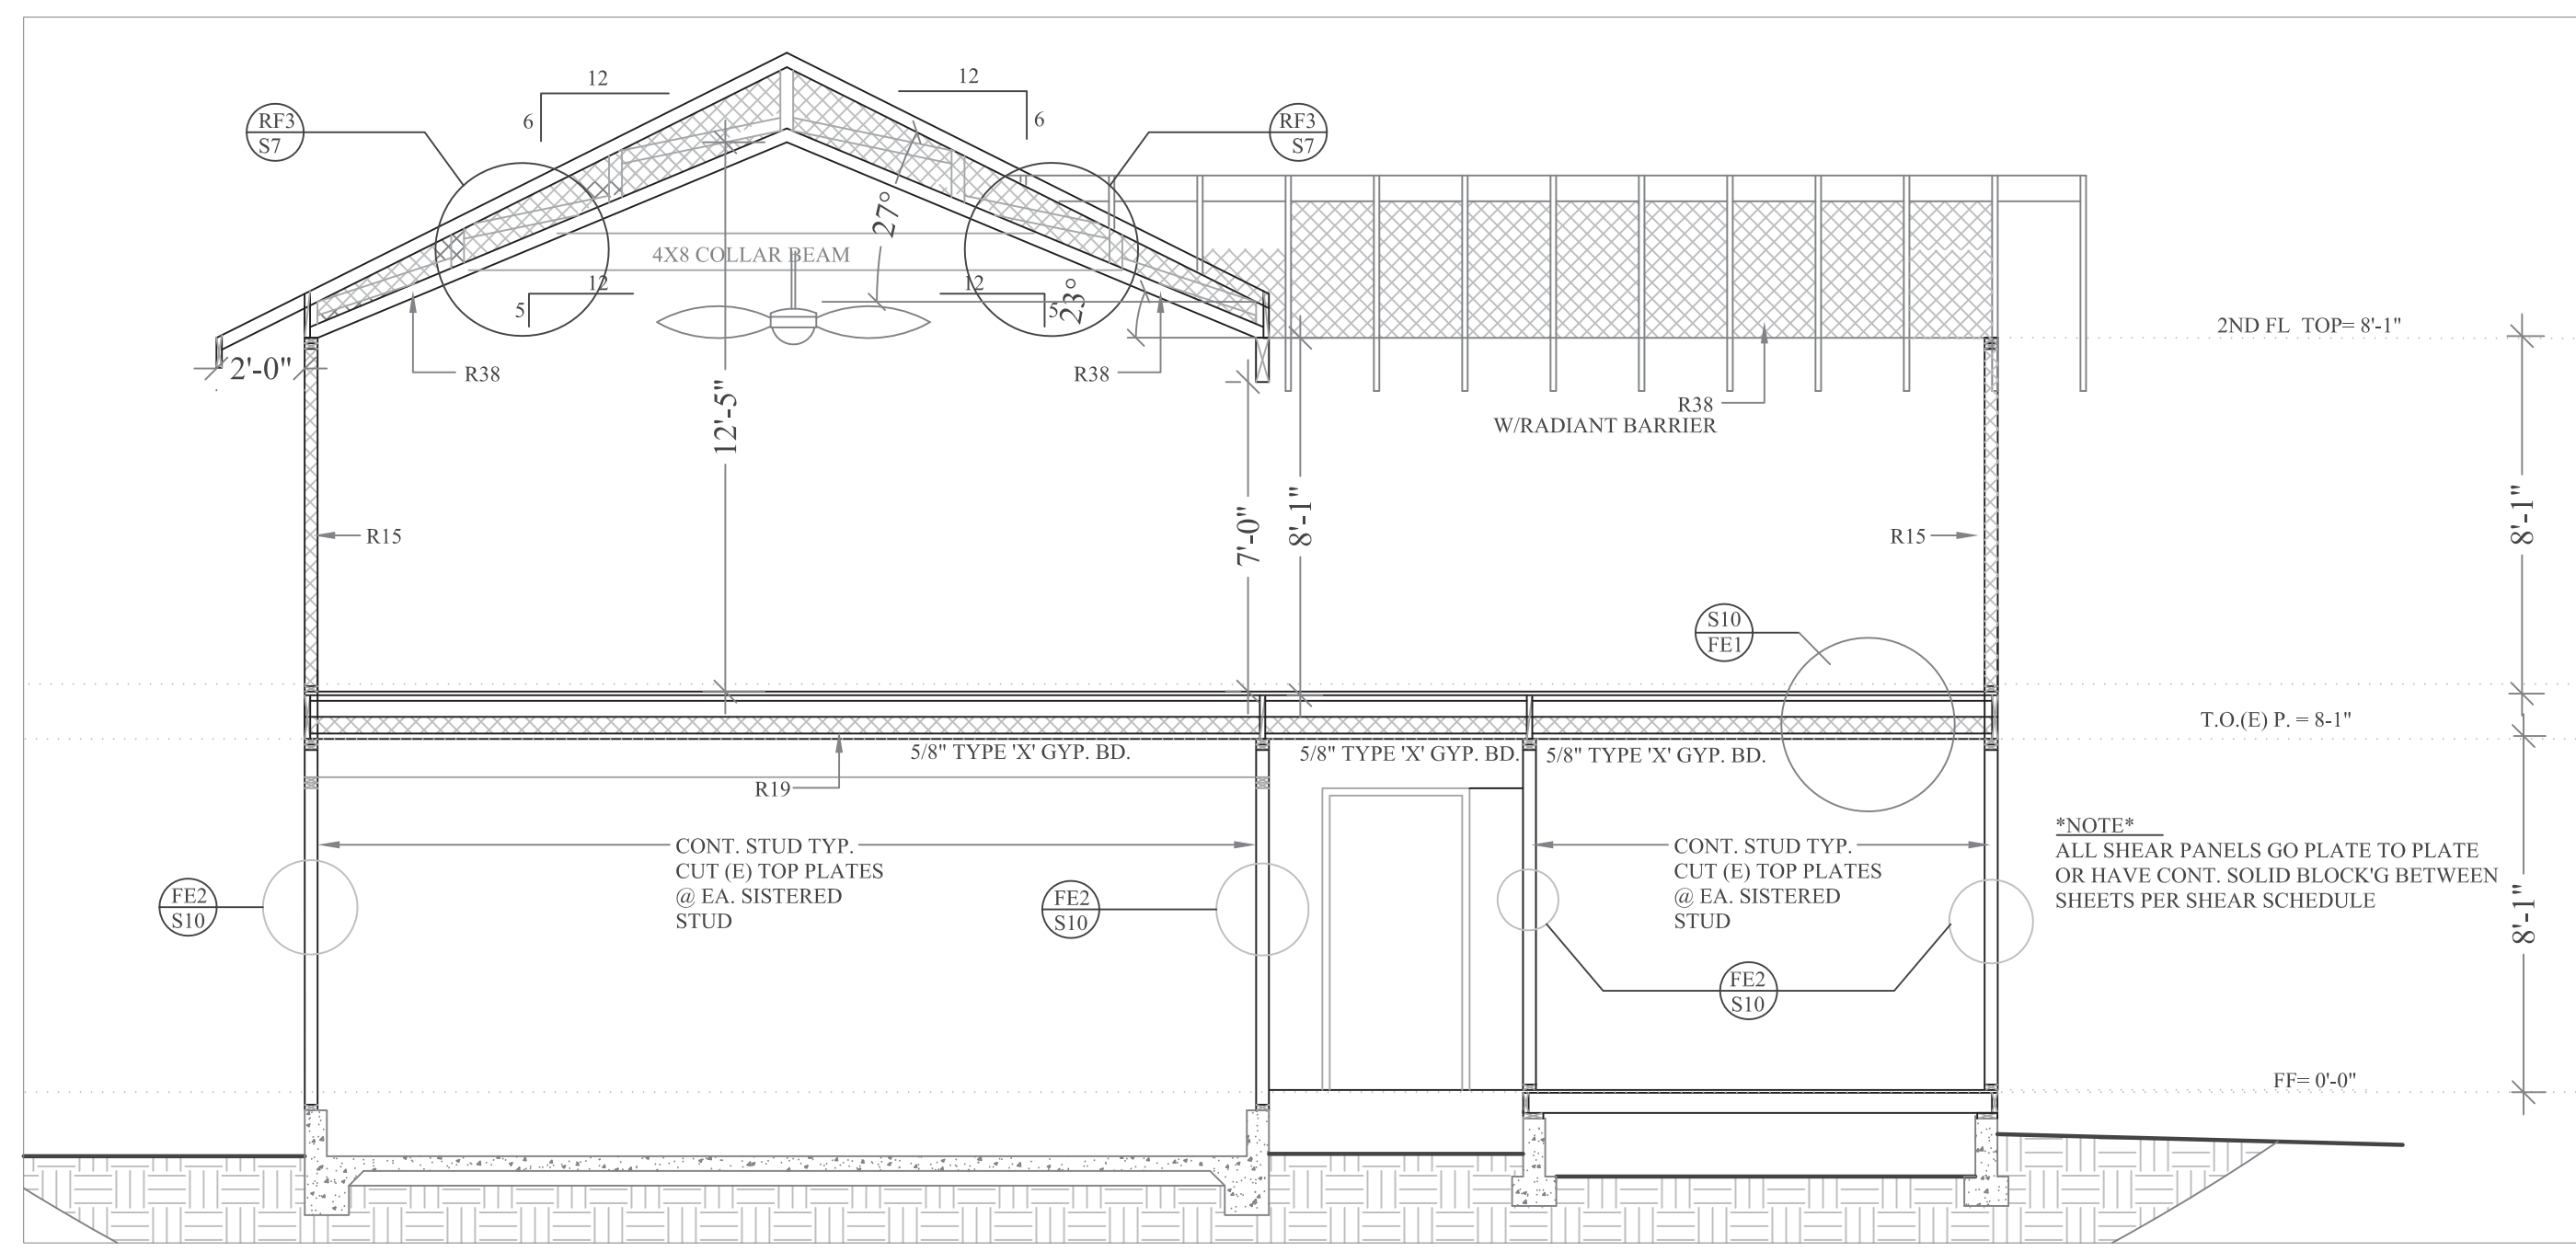 12
6
RF3
S7
12
6
RF3
S7
27°
4X8 COLLAR BEAM
12
5
12
5
23°
2'-0"
R38
R38
12'-5"
R38
W/RADIANT BARRIER
2ND FL TOP= 8'-1"
R15
7'-0"
8'-1"
R15
8'-1"
S10
FE1
T.O.(E) P. = 8-1"
5/8" TYPE 'X' GYP. BD.
5/8" TYPE 'X' GYP. BD.
5/8" TYPE 'X' GYP. BD.
R19
CONT. STUD TYP.
CUT (E) TOP PLATES
@ EA. SISTERED
STUD
CONT. STUD TYP.
CUT (E) TOP PLATES
@ EA. SISTERED
STUD
*NOTE*
ALL SHEAR PANELS GO PLATE TO PLATE
OR HAVE CONT. SOLID BLOCK'G BETWEEN
SHEETS PER SHEAR SCHEDULE
8'-1"
FE2
S10
FE2
S10
FE2
S10
FF= 0'-0"